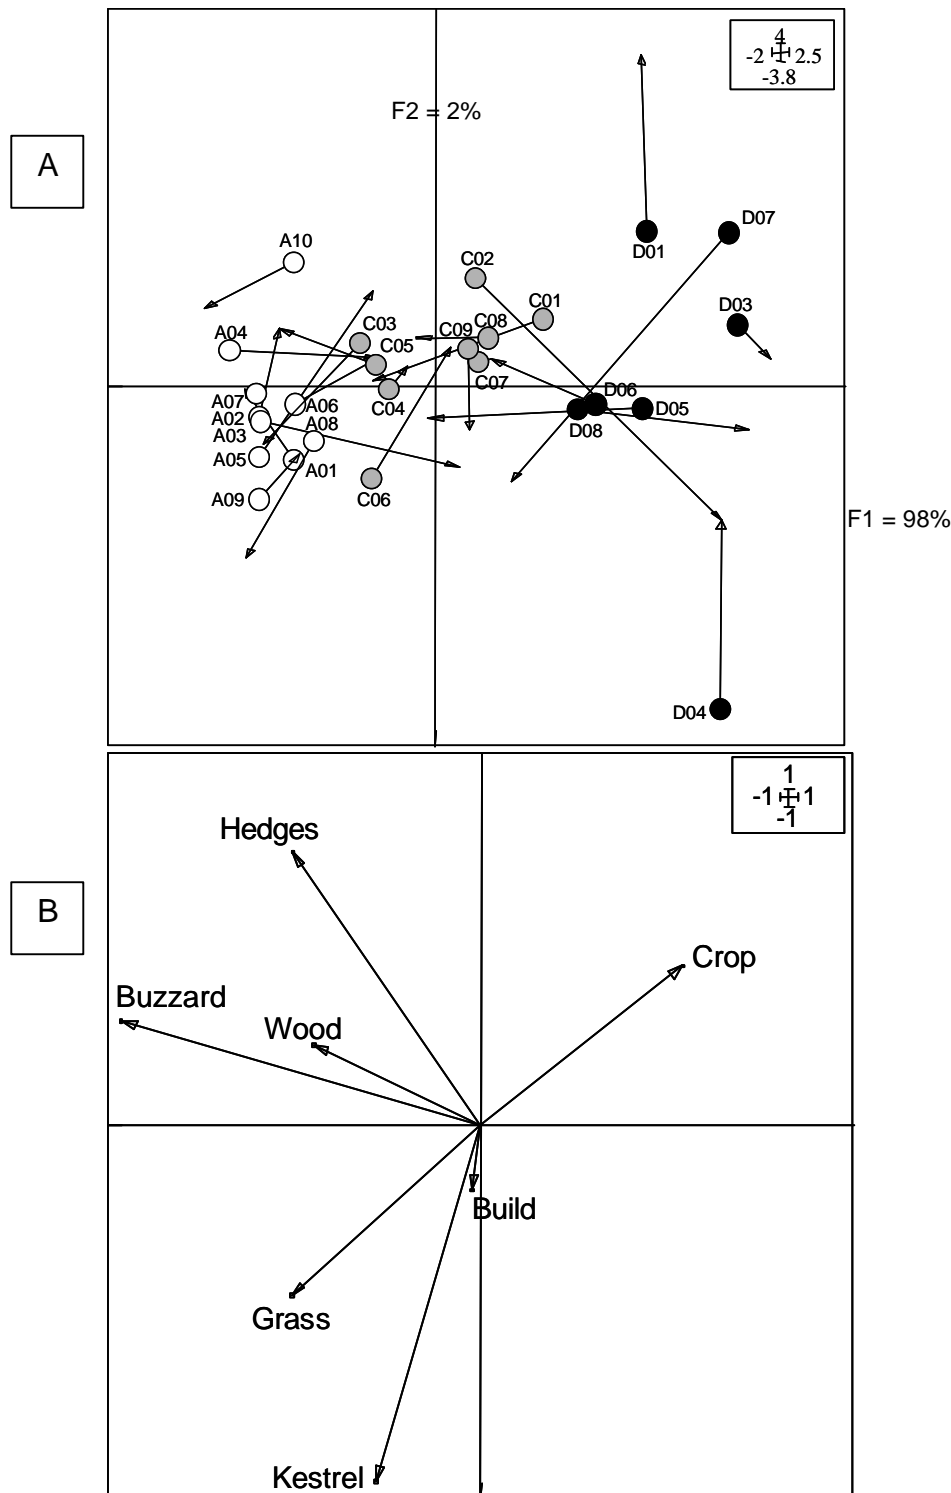 4
-2 2.5
-3.8
F2 = 2%
A
A10
D07
D01
C02
D03
C01
A04
C03
C08
C09
C05
C07
D06
A07
A06
C04
D05
A02
A08
D08
A03
A05
A01
A09
C06
F1 = 98%
D04
1
-1 1
-1
Hedges
B
Crop
Buzzard
Wood
Build
Grass
Kestrel